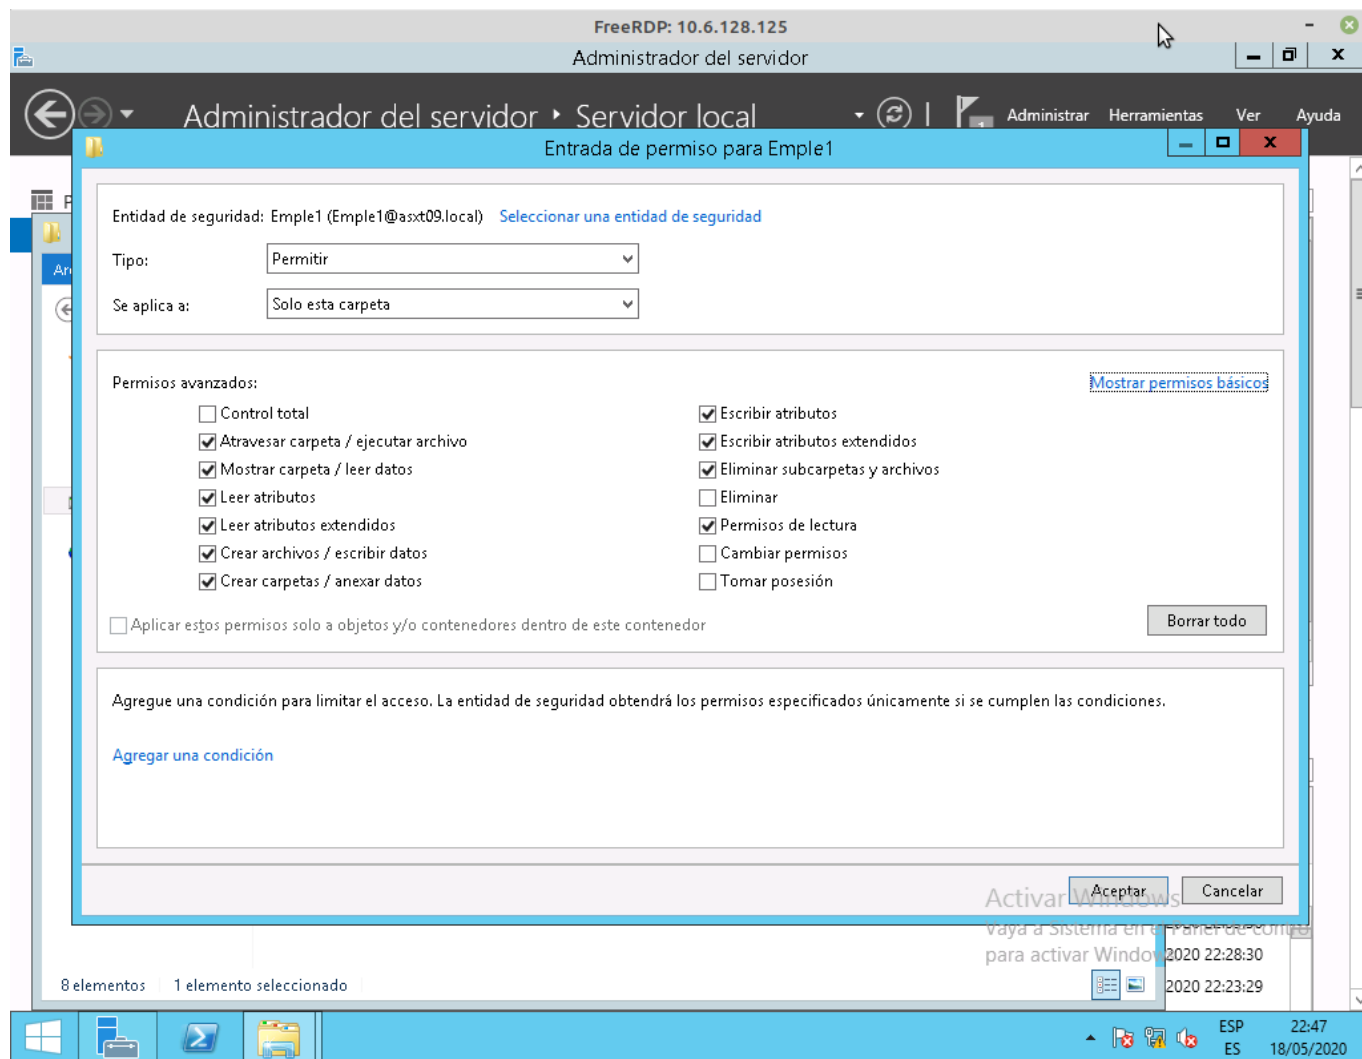 FreeRDP: 10.6.128.125
Administrador del servidor
Administrador del servidor Servidor local
Administrar Herramientas Ver Ayuda
Entrada de permiso para Emple1
Entidad de seguridad: Emple1 (Emple1@asxt09.local) Seleccionar una entidad de seguridad
Tipo: Permitir
Se aplica a: Solo esta carpeta
Permisos avanzados: Mostrar permisos básicos
Control total Escribir atributos
Atravesar carpeta / ejecutar archivo Escribir atributos extendidos
Mostrar carpeta / leer datos Eliminar subcarpetas y archivos
Leer atributos Eliminar
Leer atributos extendidos Permisos de lectura
Crear archivos / escribir datos Cambiar permisos
Crear carpetas / anexar datos Tomar posesión
Aplicar estos permisos solo a objetos y/o contenedores dentro de este contenedor Borrar todo
Agregue una condición para limitar el acceso. La entidad de seguridad obtendrá los permisos especificados únicamente si se cumplen las condiciones.
Agregar una condición
Aceptar Cancelar
Activar Windows
Vaya a Sistema en el Panel de contro
para activar Windo 2020 22:28:30
8 elementos 1 elemento seleccionado 2020 22:23:29
ESP 22:47
ES 18/05/2020